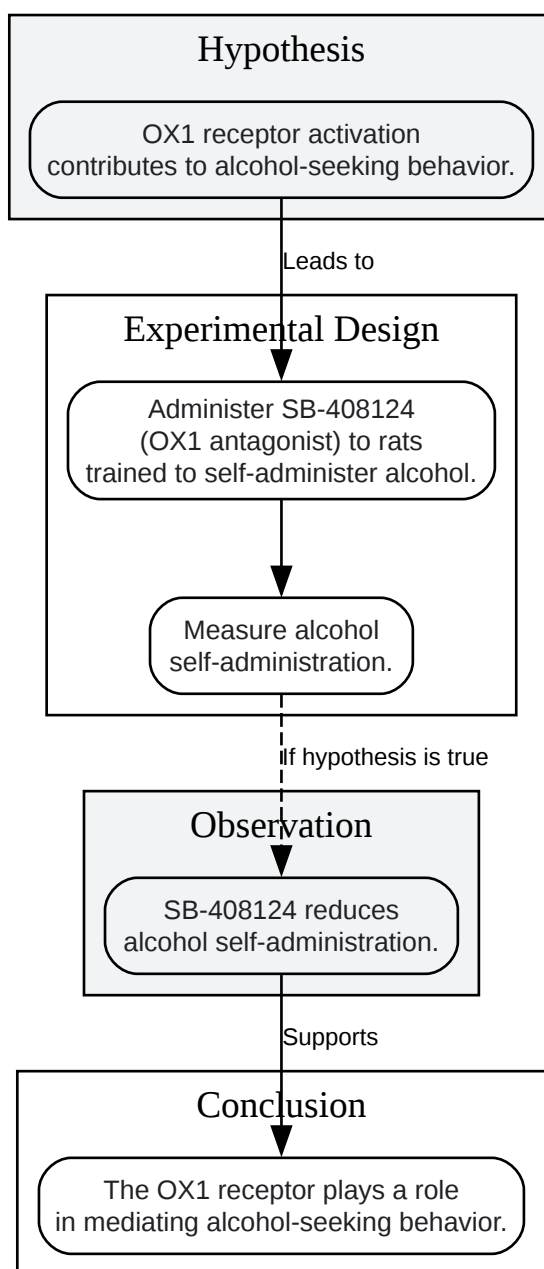 Hypothesis
OX1 receptor activation
contributes to alcohol-seeking behavior.
Leads to
Experimental Design
Administer SB-408124
(OX1 antagonist) to rats
trained to self-administer alcohol.
Measure alcohol
self-administration.
If hypothesis is true
Observation
SB-408124 reduces
alcohol self-administration.
Supports
Conclusion
The OX1 receptor plays a role
in mediating alcohol-seeking behavior.